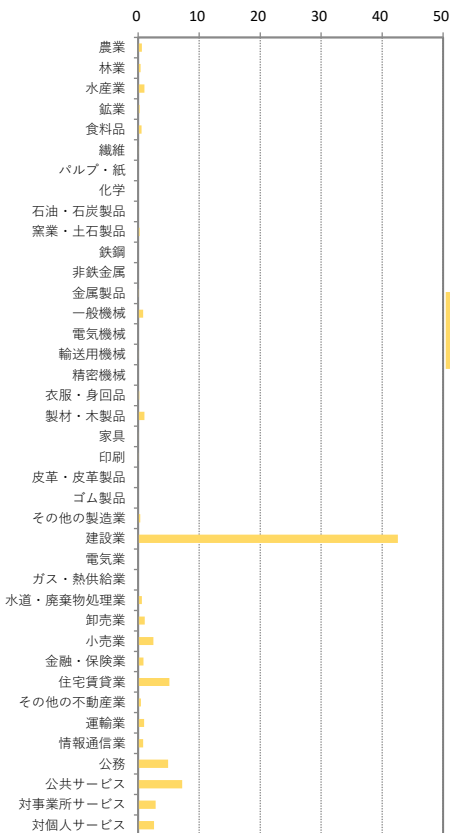 0 10 20 30 40 50
農業
林業
水産業
鉱業
食料品
繊維
パルプ・紙
化学
石油・石炭製品
窯業・土石製品
鉄鋼
非鉄金属
金属製品
一般機械
電気機械
輸送用機械
精密機械
衣服・身回品
製材・木製品
家具
印刷
皮革・皮革製品
ゴム製品
その他の製造業
建設業
電気業
ガス・熱供給業
水道・廃棄物処理業
卸売業
小売業
金融・保険業
住宅賃貸業
その他の不動産業
運輸業
情報通信業
公務
公共サービス
対事業所サービス
対個人サービス